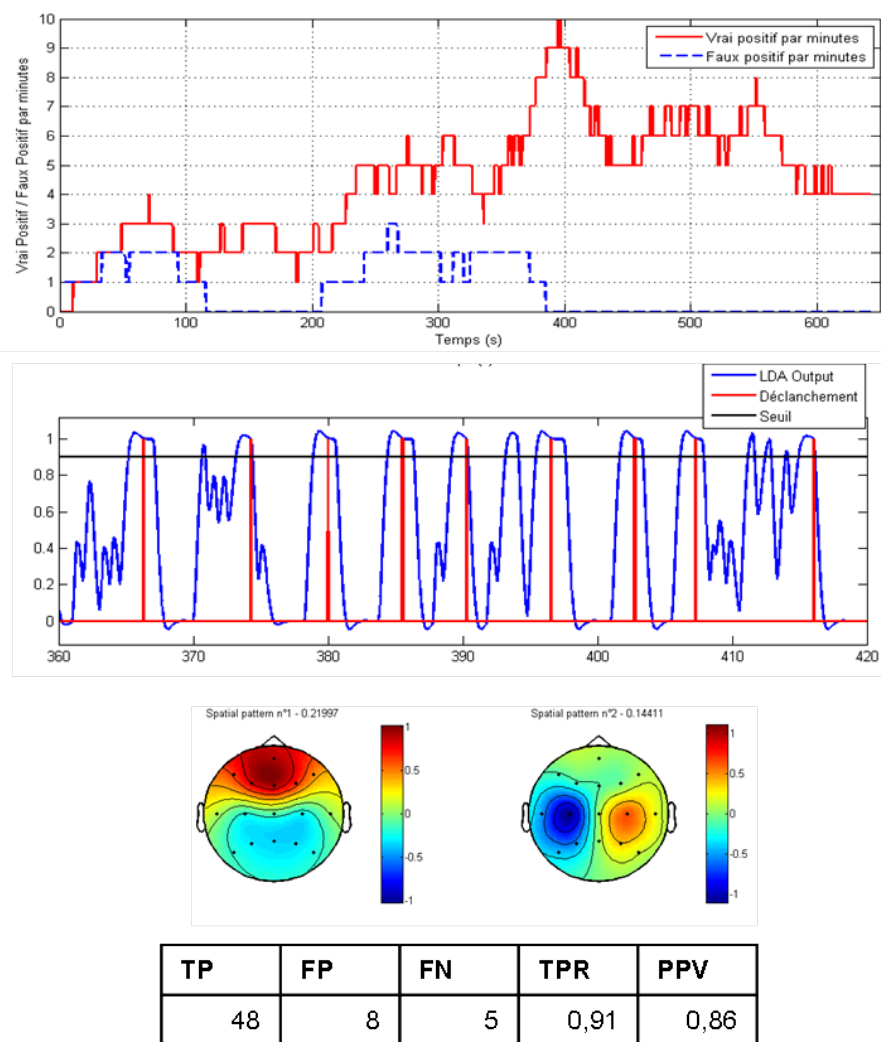 10
9
8
7
6
5
4
3
2
1
0
Vrai Positif / Faux Positif par minutes
Vrai positif par minutes
Faux positif par minutes
0 100 200 300 400 500 600
Temps (s)
LDA Output
Déclanchement
Seuil
1
0.8
0.6
0.4
0.2
0
360 370 380 390 400 410 420
Spatial pattern n°1 - 0.21997
1
0.5
0
-0.5
-1
Spatial pattern n°2 - 0.14411
1
0.5
0
-0.5
-1
TP FP FN TPR PPV
48 8 5 0,91 0,86